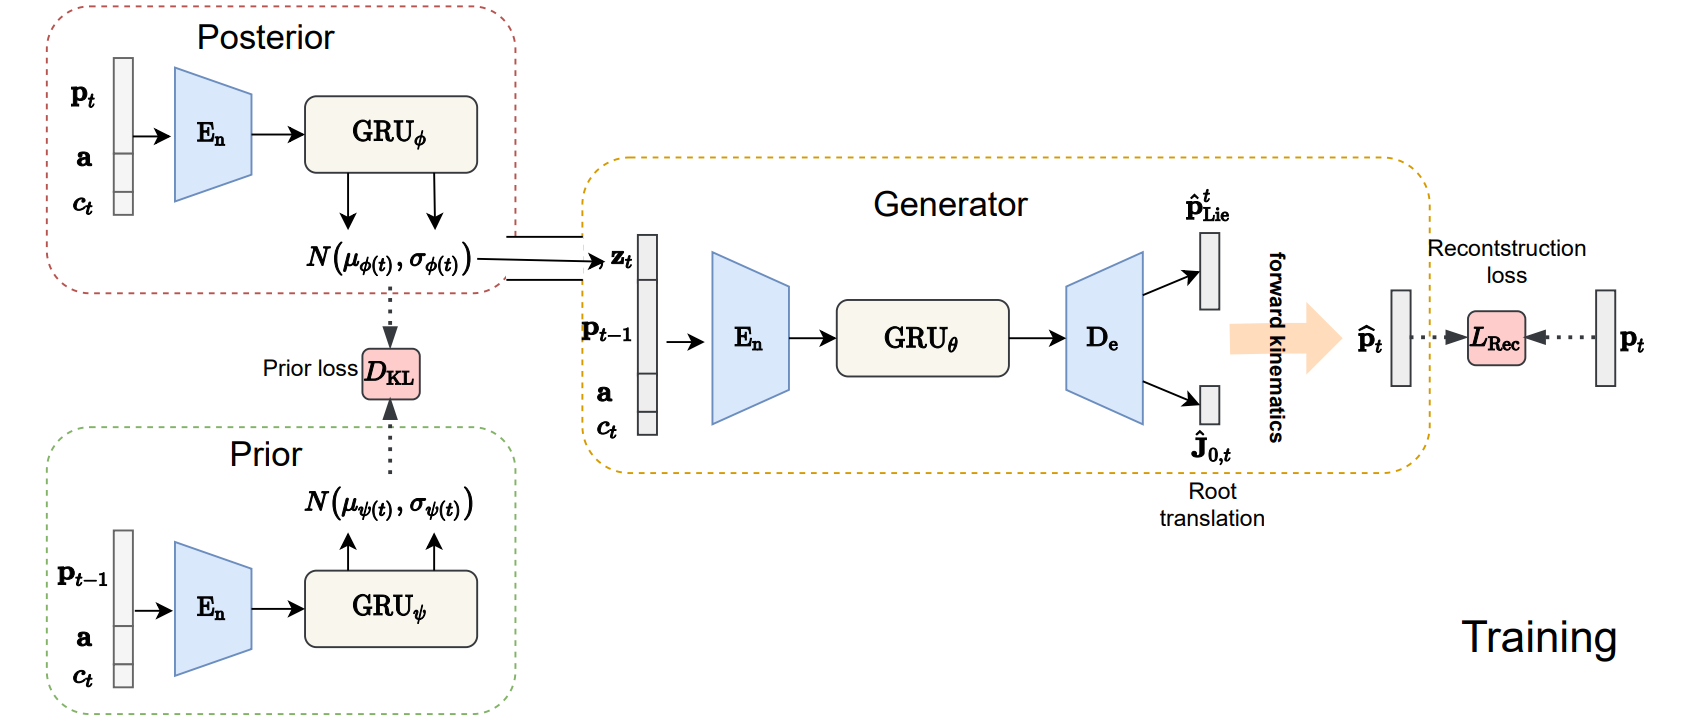 Posterior
p_t
a
c_t
E_n
GRU_ϕ
N(μ_ϕ(t), σ_ϕ(t))
Prior loss
D_KL
Prior
N(μ_ψ(t), σ_ψ(t))
p_{t−1}
a
c_t
E_n
GRU_ψ
Generator
z_t
p_{t−1}
a
c_t
E_n
GRU_θ
D_e
p̂^t_Lie
Ĵ_{0,t}
Root
translation
forward kinematics
p̂_t
Recontstruction
loss
L_Rec
p_t
Training